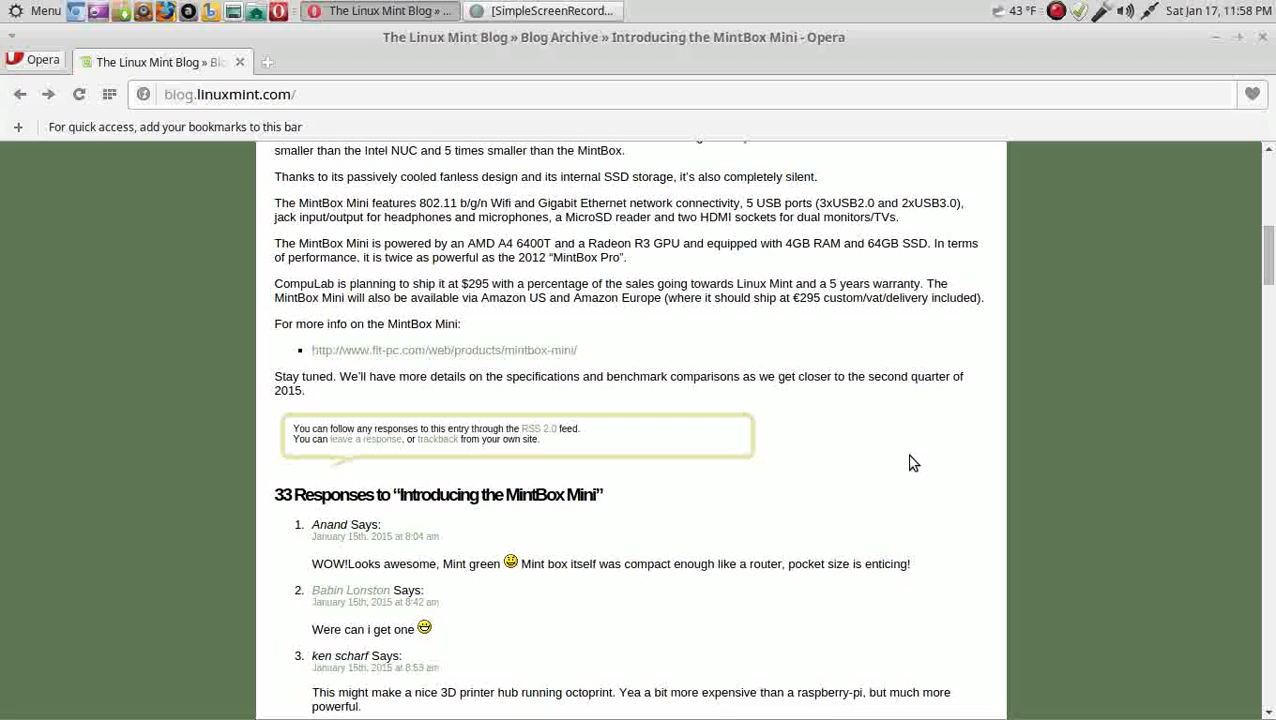 Menu
The Linux Mint Blog » ...
[SimpleScreenRecord...
43 °F
Sat Jan 17, 11:58 PM
The Linux Mint Blog » Blog Archive » Introducing the MintBox Mini - Opera
Opera
The Linux Mint Blog » Blo
blog.linuxmint.com/
For quick access, add your bookmarks to this bar
smaller than the Intel NUC and 5 times smaller than the MintBox.
Thanks to its passively cooled fanless design and its internal SSD storage, it's also completely silent.
The MintBox Mini features 802.11 b/g/n Wifi and Gigabit Ethernet network connectivity, 5 USB ports (3xUSB2.0 and 2xUSB3.0),
jack input/output for headphones and microphones, a MicroSD reader and two HDMI sockets for dual monitors/TVs.
The MintBox Mini is powered by an AMD A4 6400T and a Radeon R3 GPU and equipped with 4GB RAM and 64GB SSD. In terms
of performance, it is twice as powerful as the 2012 “MintBox Pro”.
CompuLab is planning to ship it at $295 with a percentage of the sales going towards Linux Mint and a 5 years warranty. The
MintBox Mini will also be available via Amazon US and Amazon Europe (where it should ship at €295 custom/vat/delivery included).
For more info on the MintBox Mini:
http://www.fit-pc.com/web/products/mintbox-mini/
Stay tuned. We'll have more details on the specifications and benchmark comparisons as we get closer to the second quarter of
2015.
You can follow any responses to this entry through the RSS 2.0 feed.
You can leave a response, or trackback from your own site.
33 Responses to “Introducing the MintBox Mini”
1. Anand Says:
January 15th, 2015 at 8:04 am
WOW!Looks awesome, Mint green Mint box itself was compact enough like a router, pocket size is enticing!
2. Babin Lonston Says:
January 15th, 2015 at 8:42 am
Were can i get one
3. ken scharf Says:
January 15th, 2015 at 8:53 am
This might make a nice 3D printer hub running octoprint. Yea a bit more expensive than a raspberry-pi, but much more
powerful.